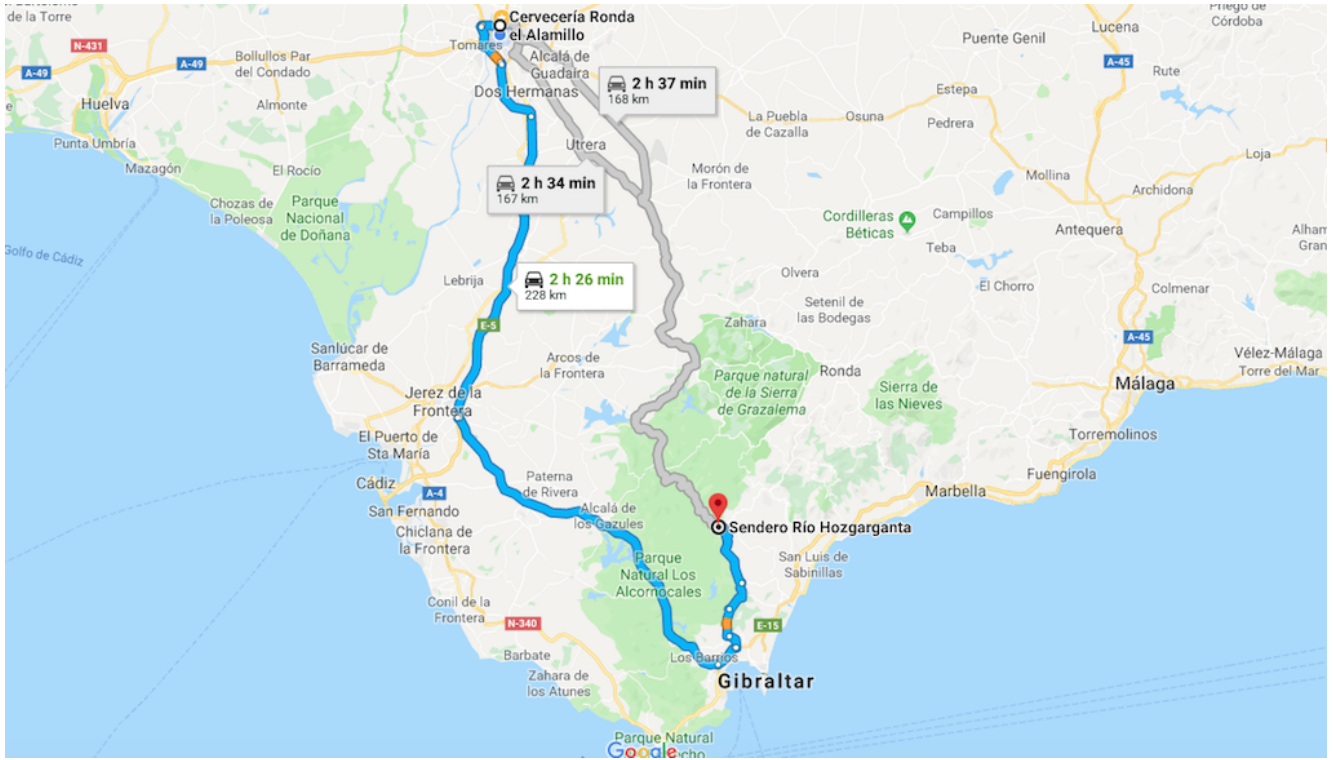 de la Torre
Cervecería Ronda
el Alamillo
Priego de
Córdoba
Lucena
N-431
A-49
A-49
Bollullos Par
del Condado
Tomares
Alcalá de
Guadaira
Puente Genil
A-45
Rute
Huelva
Almonte
Dos Hermanas
2 h 37 min
168 km
Estepa
La Puebla
de Cazalla
Osuna
Pedrera
Punta Umbría
Mazagón
El Rocío
Utrera
Loja
Morón de
la Frontera
Mollina
Archidona
2 h 34 min
167 km
Chozas de
la Poleosa
Parque
Nacional
de Doñana
Cordilleras
Béticas
Campillos
Antequera
Teba
Golfo de Cádiz
Lebrija
2 h 26 min
228 km
Olvera
El Chorro
Colmenar
Setenil de
las Bodegas
Zahara
E-5
A-45
Sanlúcar de
Barrameda
Arcos de
la Frontera
Vélez-Málaga
Torre del Mar
Parque natural
de la Sierra
de Grazalema
Ronda
Sierra de
las Nieves
Málaga
Jerez de la
Frontera
Torremolinos
El Puerto de
Sta María
Fuengirola
Cádiz
A-4
Paterna
de Rivera
Marbella
San Fernando
Alcalá de
los Gazules
Sendero Río Hozgarganta
Chiclana de
la Frontera
Parque
Natural Los
Alcornocales
San Luis de
Sabinillas
Conil de la
Frontera
N-340
E-15
Barbate
Los Barrios
Zahara de
los Atunes
Gibraltar
Parque Natural
Google